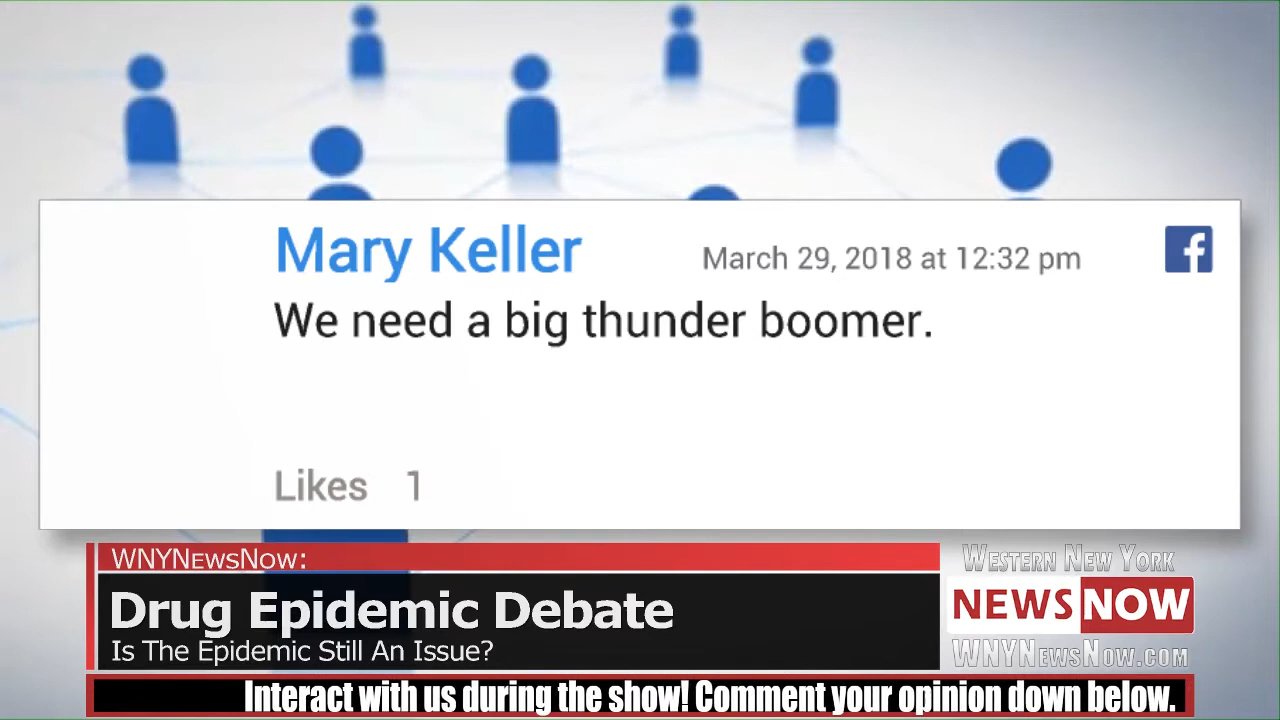 Mary Keller
March 29, 2018 at 12:32 pm
f
We need a big thunder boomer.
Likes 1
WNYNewsNow:
Drug Epidemic Debate
Is The Epidemic Still An Issue?
Western New York
NEWS NOW
WNYNewsNow.com
Interact with us during the show! Comment your opinion down below.